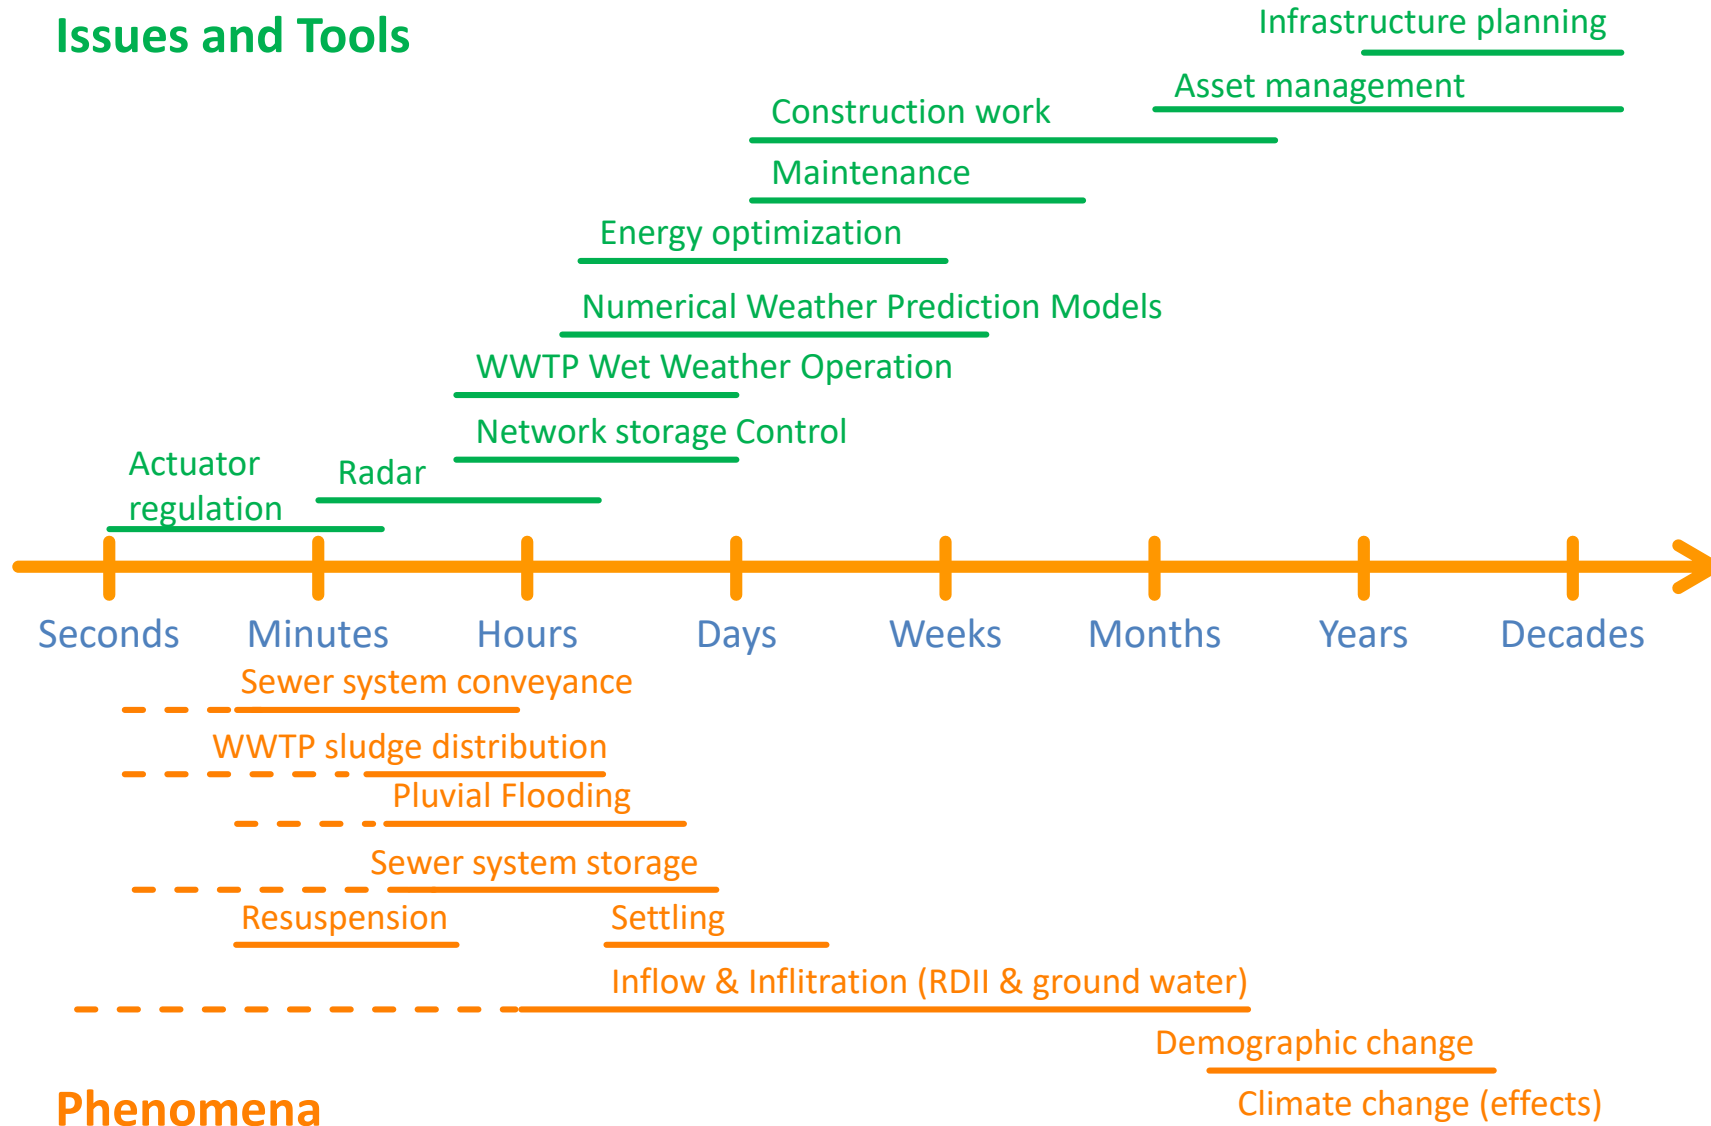 Issues and Tools
Infrastructure planning
Asset management
Construction work
Maintenance
Energy optimization
Numerical Weather Prediction Models
WWTP Wet Weather Operation
Network storage Control
Actuator
regulation
Radar
Seconds Minutes Hours Days Weeks Months Years Decades
Sewer system conveyance
WWTP sludge distribution
Pluvial Flooding
Sewer system storage
Resuspension Settling
Inflow & Inflitration (RDII & ground water)
Demographic change
Climate change (effects)
Phenomena